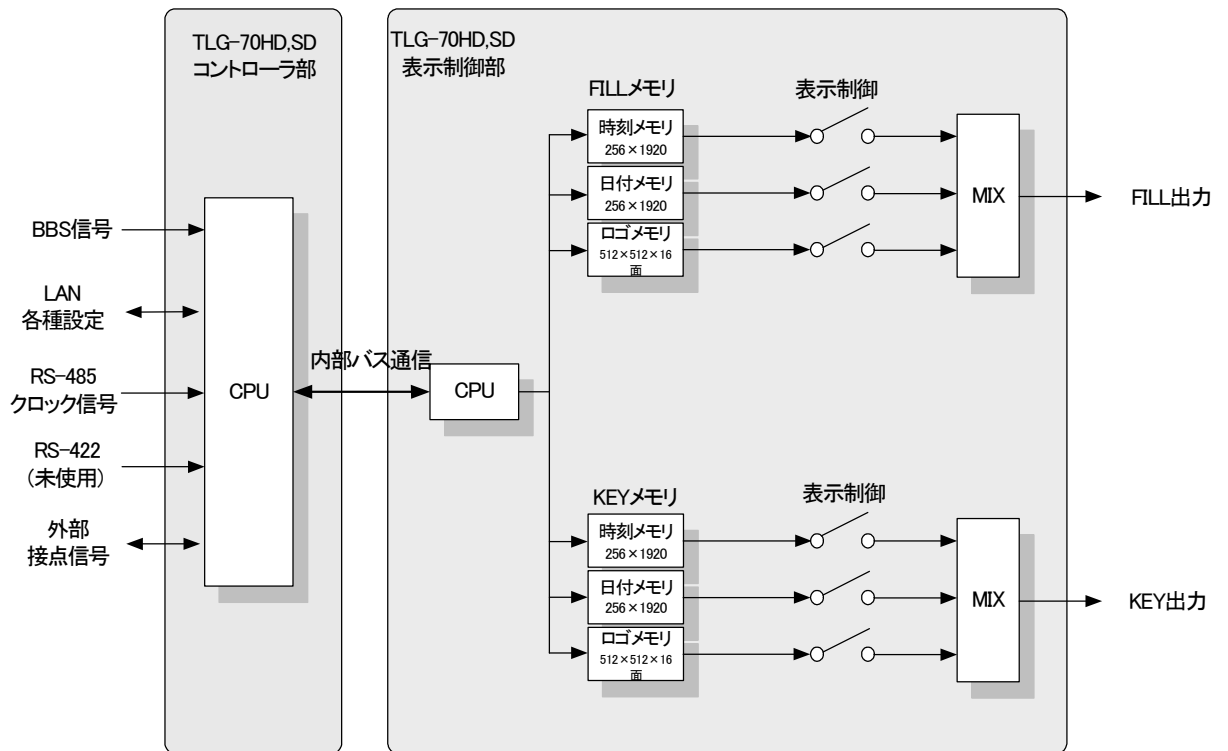 TLG-70HD,SD
コントローラ部
BBS信号
LAN
各種設定
RS-485
クロック信号
RS-422
(未使用)
外部
接点信号
CPU
内部バス通信
TLG-70HD,SD
表示制御部
CPU
FILLメモリ
時刻メモリ
256×1920
日付メモリ
256×1920
ロゴメモリ
512×512×16
面
表示制御
MIX
FILL出力
KEYメモリ
時刻メモリ
256×1920
日付メモリ
256×1920
ロゴメモリ
512×512×16
面
表示制御
MIX
KEY出力